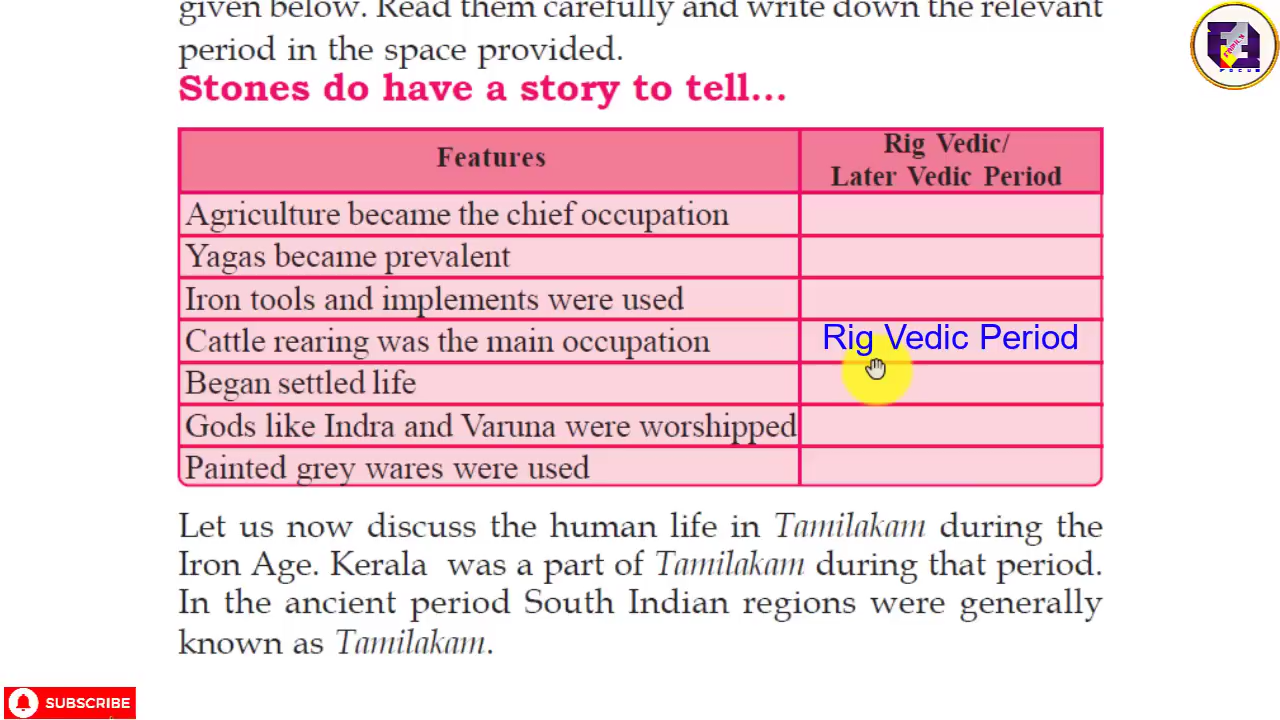 given below. Read them carefully and write down the relevant
period in the space provided.
Stones do have a story to tell...
Features
Rig Vedic/
Later Vedic Period
Agriculture became the chief occupation
Yagas became prevalent
Iron tools and implements were used
Cattle rearing was the main occupation
Rig Vedic Period
Began settled life
Gods like Indra and Varuna were worshipped
Painted grey wares were used
Let us now discuss the human life in Tamilakam during the
Iron Age. Kerala was a part of Tamilakam during that period.
In the ancient period South Indian regions were generally
known as Tamilakam.
SUBSCRIBE